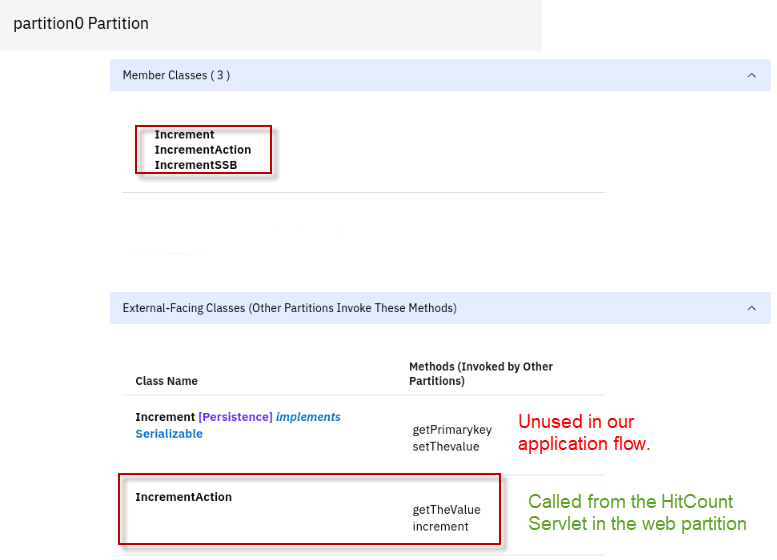 partition0 Partition
Member Classes ( 3 )
Increment
IncrementAction
IncrementSSB
External-Facing Classes (Other Partitions Invoke These Methods)
Class Name
Methods (Invoked by Other
Partitions)
Increment [Persistence] implements
Serializable
getPrimarykey
setThevalue
Unused in our
application flow.
IncrementAction
getTheValue
increment
Called from the HitCount
Servlet in the web partition